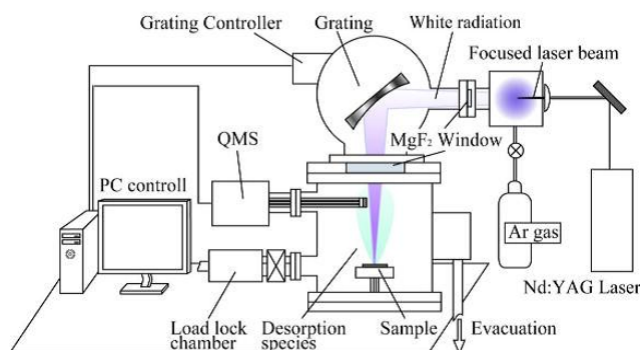 Grating Controller
Grating
White radiation
Focused laser beam
MgF₂ Window
QMS
PC controll
Ar gas
Nd:YAG Laser
Load lock
chamber
Desorption
species
Sample
Evacuation